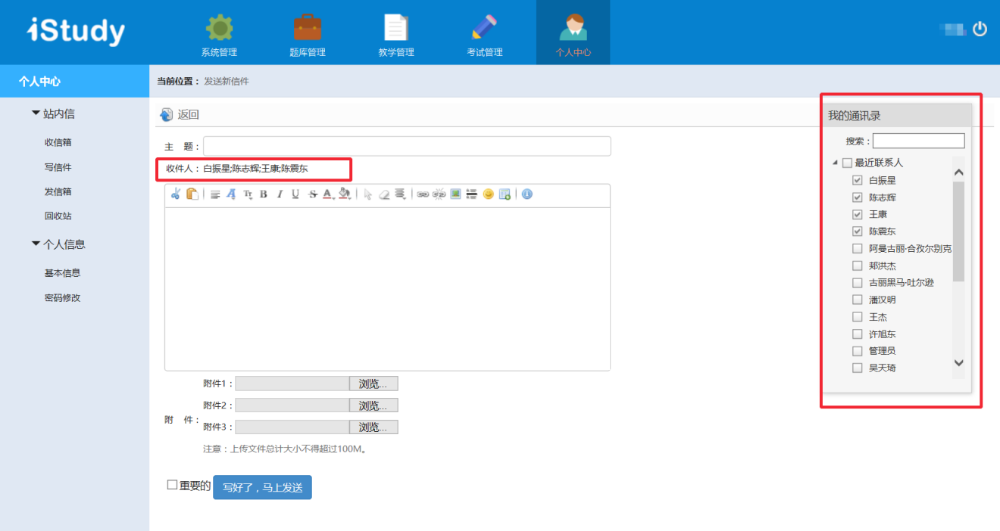 iStudy
系统管理
题库管理
教学管理
考试管理
个人中心
个人中心
当前位置： 发送新信件
站内信
收信箱
写信件
发信箱
回收站
个人信息
基本信息
密码修改
返回
主 题：
收件人： 白振星;陈志辉;王康;陈震东
附 件：
附件1： 浏览...
附件2： 浏览...
附件3： 浏览...
注意：上传文件总计大小不得超过100M。
重要的 写好了，马上发送
我的通讯录
搜索：
最近联系人
白振星
陈志辉
王康
陈震东
阿曼古丽·合孜尔别克
郏洪杰
古丽黑马·吐尔逊
潘汉明
王杰
许旭东
管理员
吴天琦